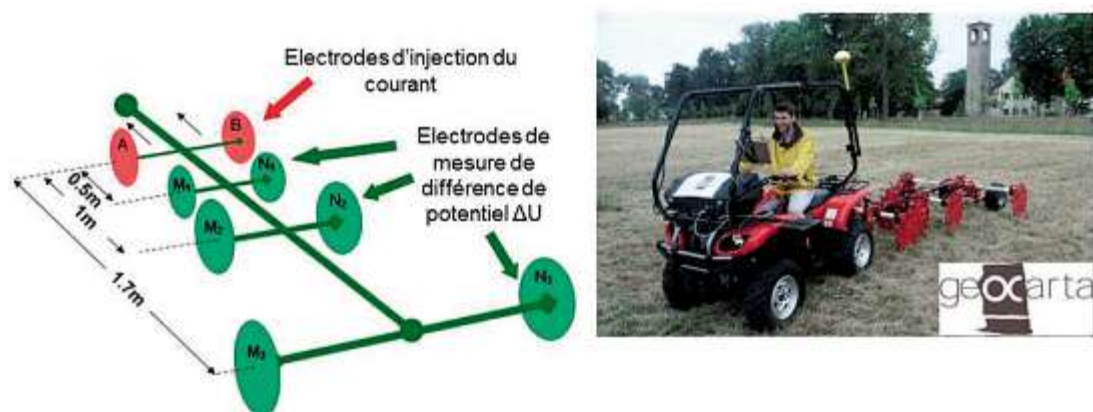 Electrodes d'injection du
courant
A
B
Electrodes de
mesure de
différence de
potentiel ΔU
M₁
N₁
M₂
N₂
M₃
N₃
0.5m
1m
1.7m
geocarta